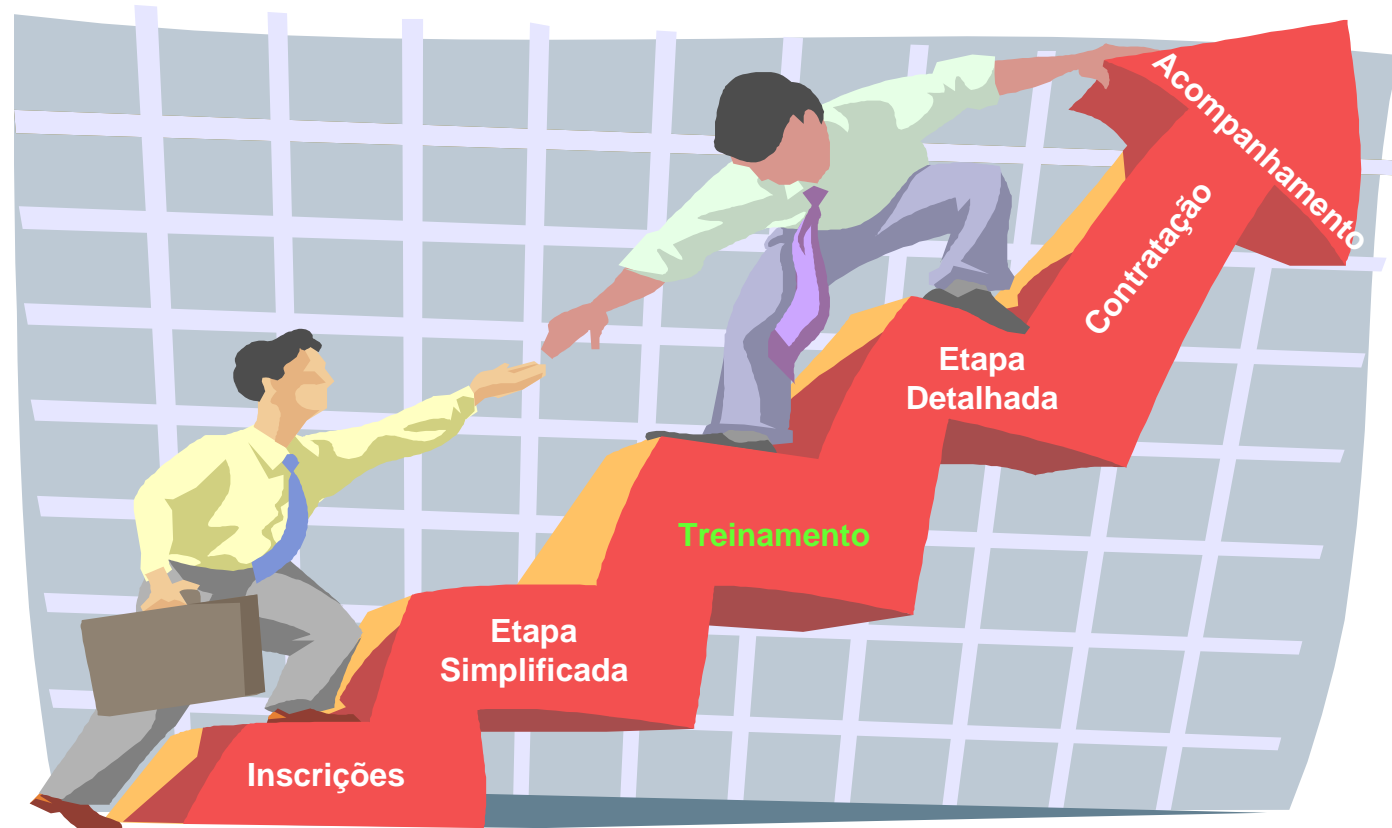 Acompanhamento
Contratação
Etapa
Detalhada
Treinamento
Etapa
Simplificada
Inscrições